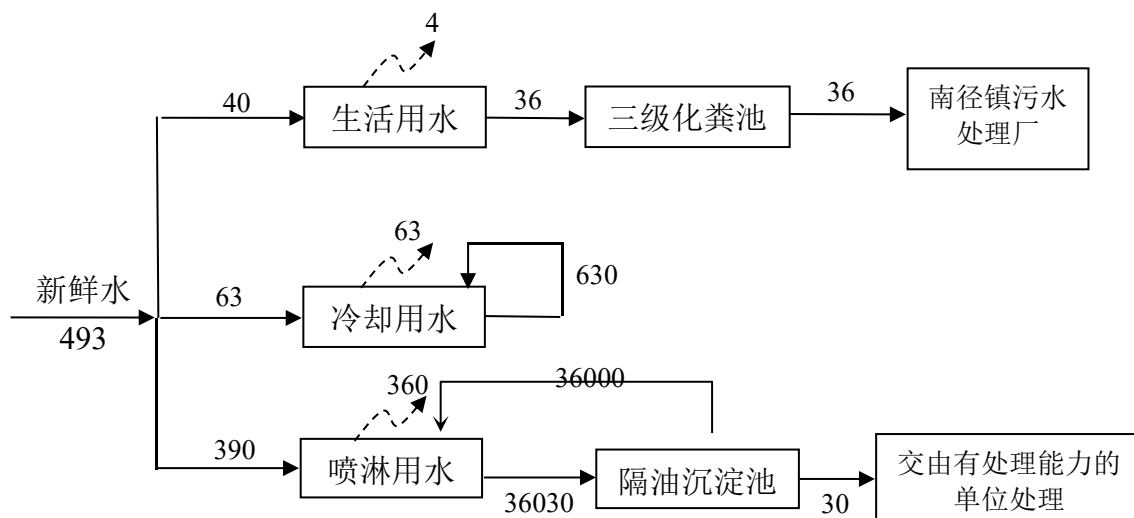 4
40
生活用水
36
三级化粪池
36
南径镇污水
处理厂
新鲜水
493
63
63
冷却用水
630
360
36000
390
喷淋用水
36030
隔油沉淀池
30
交由有处理能力的
单位处理